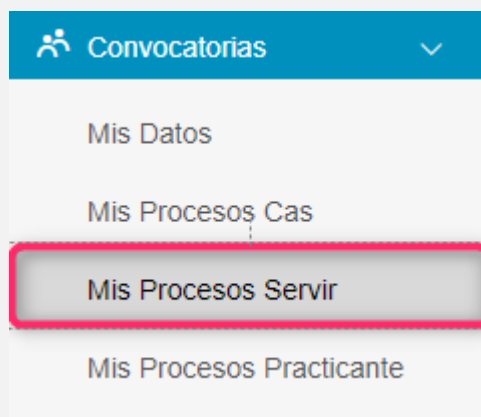 Convocatorias
Mis Datos
Mis Procesos Cas
Mis Procesos Servir
Mis Procesos Practicante